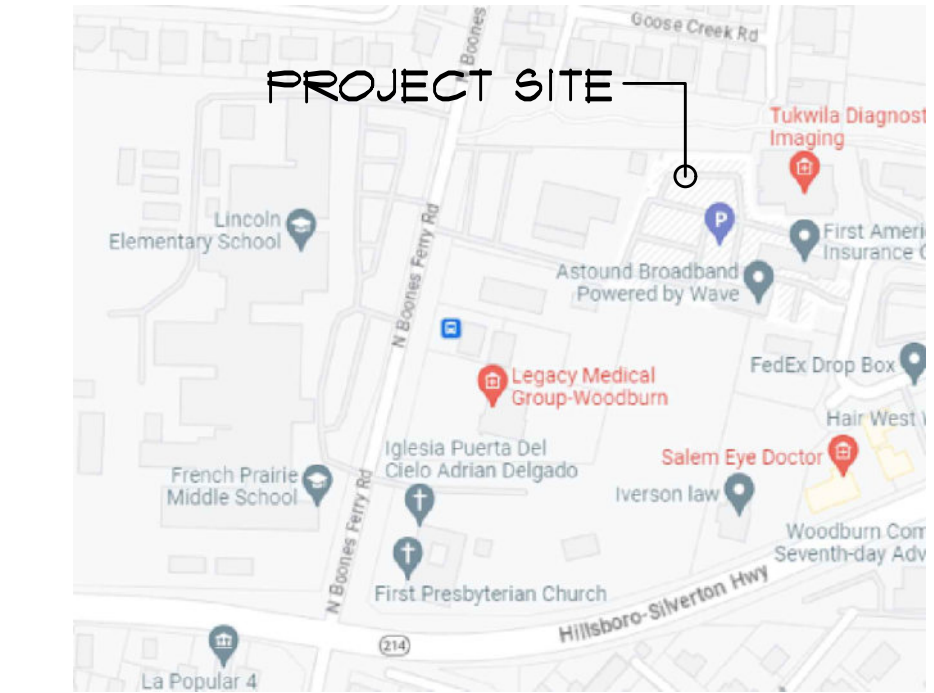 Goose Creek Rd
N Boones
PROJECT SITE
Tukwila Diagnost
Imaging
P
Lincoln
Elementary School
First Ameri
Insurance C
N Boones Ferry Rd
Astound Broadband
Powered by Wave
FedEx Drop Box
Legacy Medical
Group-Woodburn
Hair West
Iglesia Puerta Del
Cielo Adrian Delgado
Salem Eye Doctor
French Prairie
Middle School
Iverson law
N Boones Ferry Rd
Woodburn Com
Seventh-day Adv
First Presbyterian Church
Hillsboro-Silverton Hwy
214
La Popular 4